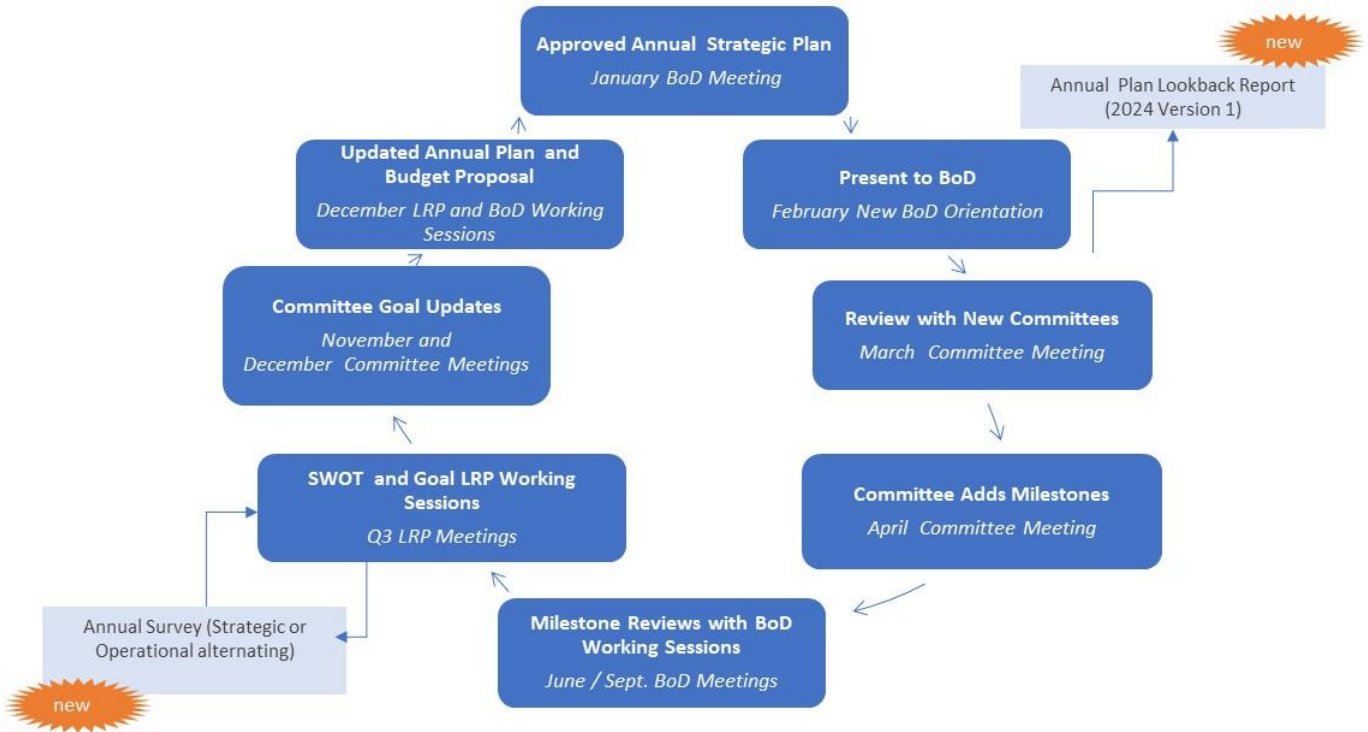 Approved Annual Strategic Plan
January BoD Meeting
new
Annual Plan Lookback Report
(2024 Version 1)
Updated Annual Plan and
Budget Proposal
December LRP and BoD Working
Sessions
Present to BoD
February New BoD Orientation
Committee Goal Updates
November and
December Committee Meetings
Review with New Committees
March Committee Meeting
SWOT and Goal LRP Working
Sessions
Q3 LRP Meetings
Committee Adds Milestones
April Committee Meeting
Annual Survey (Strategic or
Operational alternating)
new
Milestone Reviews with BoD
Working Sessions
June / Sept. BoD Meetings